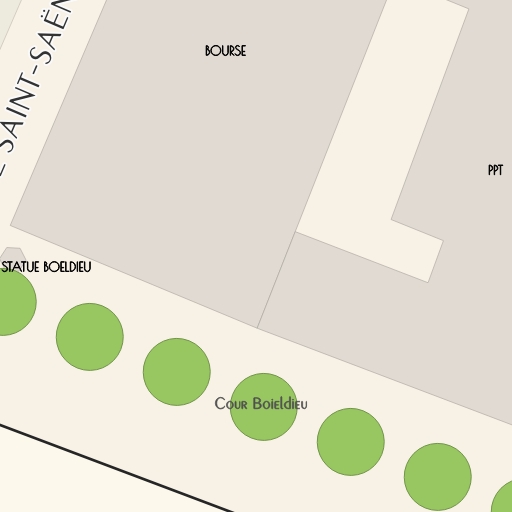 SAINT-SAËN
BOURSE
PPT
STATUE BOELDIEU
Cour Boieldieu